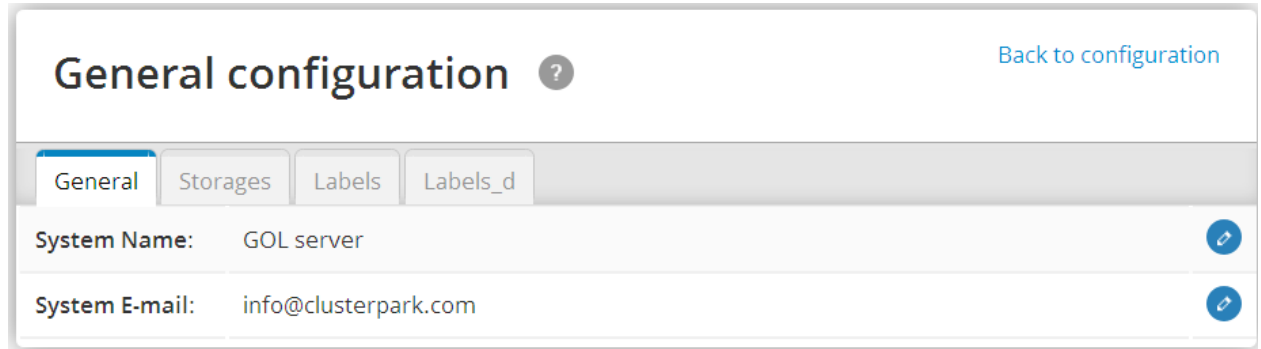 General configuration ?
Back to configuration
General Storages Labels Labels_d
System Name: GOL server
System E-mail: info@clusterpark.com